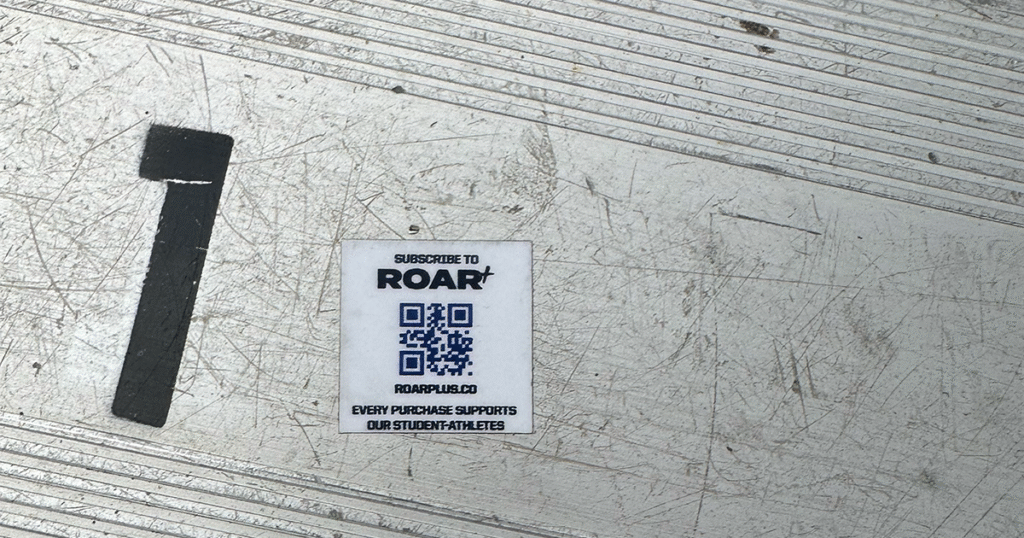 1
SUBSCRIBE TO
ROAR+
ROARPLUS.CO
EVERY PURCHASE SUPPORTS
OUR STUDENT-ATHLETES